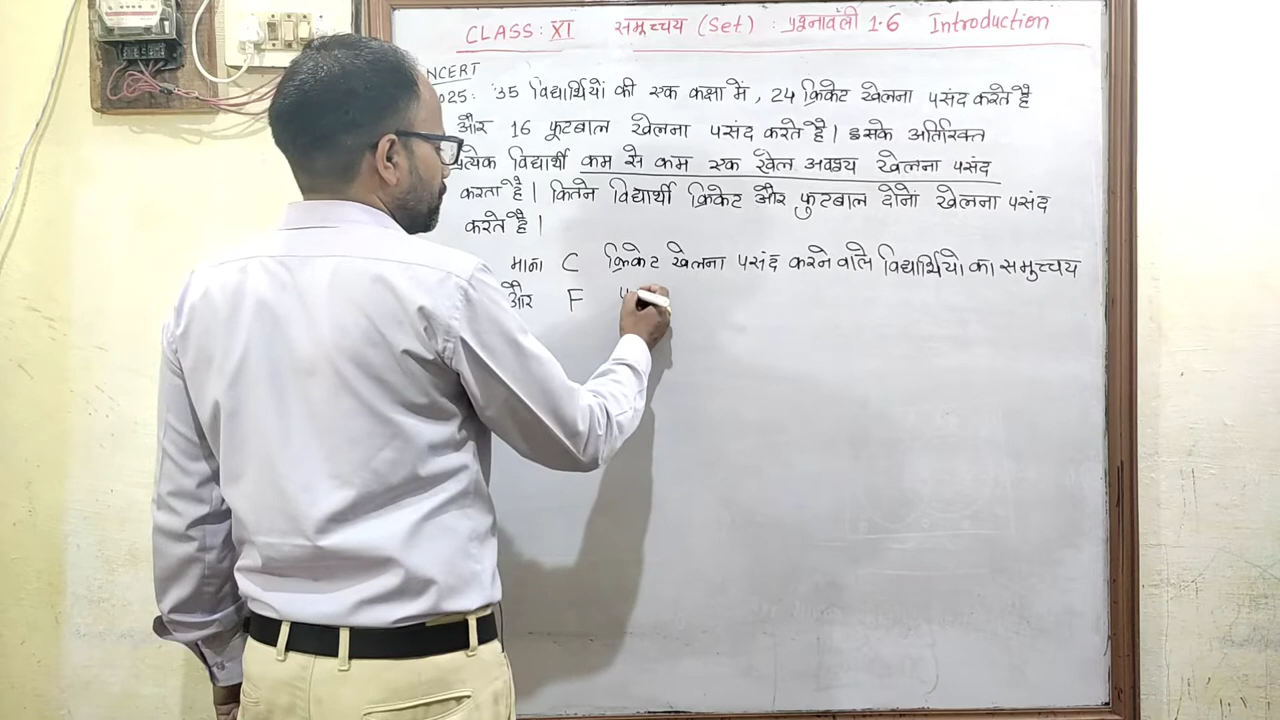 CLASS: XI समूच्चय (Set) : प्रश्नावली 1.6 Introduction
NCERT
025: 35 विद्यार्थियों की एक कक्षा में, 24 क्रिकेट खेलना पसंद करते है
और 16 फूटबाल खेलना पसंद करते है। इसके अतिरिक्त
प्रत्येक विद्यार्थी कम से कम एक खेल अवश्य खेलना पसंद
करता है। कितने विद्यार्थी क्रिकेट और फुटबाल दोनों खेलना पसंद
करते है।
माना C क्रिकेट खेलना पसंद करने वाले विद्यार्थियो का समुच्चय
और F